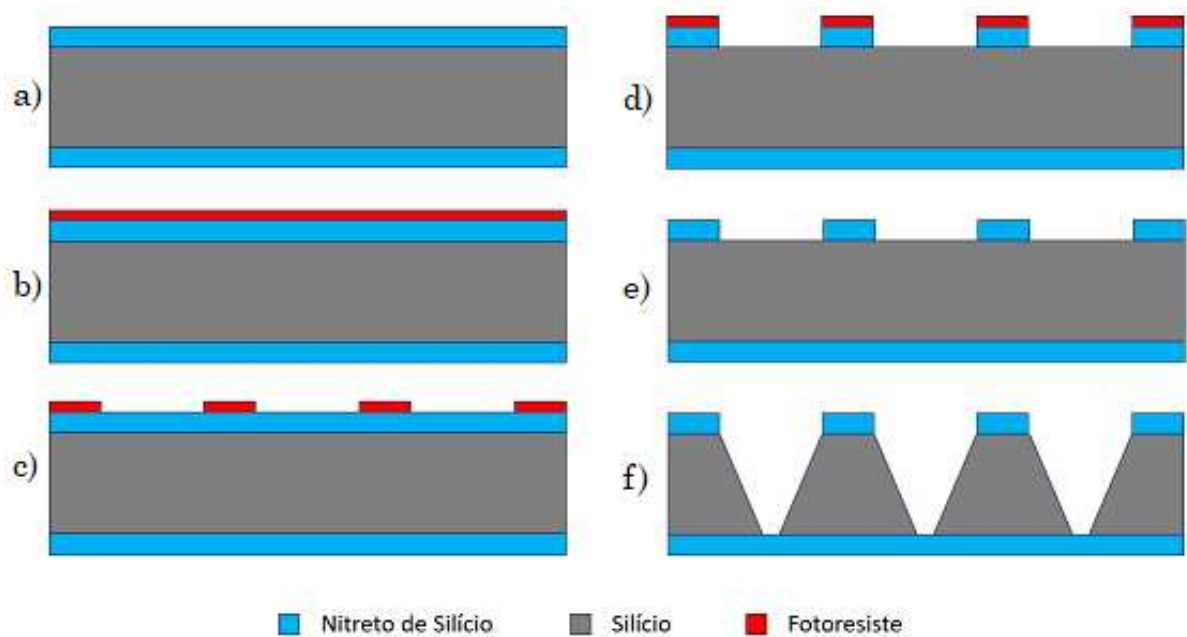 a)
b)
c)
d)
e)
f)
Nitreto de Silício
Silício
Fotoresiste